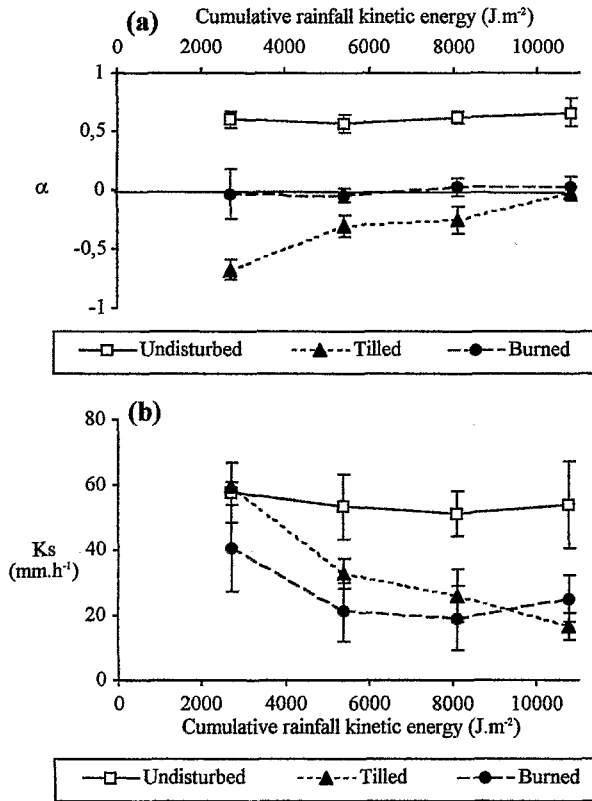 (a)
Cumulative rainfall kinetic energy (J.m-2)
0 2000 4000 6000 8000 10000
1
0,5
α
0
-0,5
-1
Undisturbed Tilled Burned
(b)
80
60
Ks
(mm.h-1)
40
20
0
0 2000 4000 6000 8000 10000
Cumulative rainfall kinetic energy (J.m-2)
Undisturbed Tilled Burned